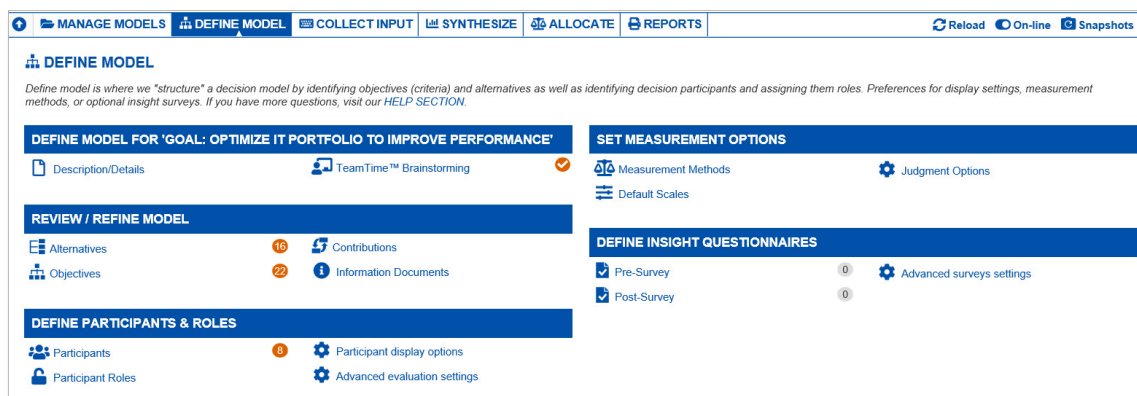 MANAGE MODELS DEFINE MODEL COLLECT INPUT SYNTHESIZE ALLOCATE REPORTS Reload On-line Snapshots
DEFINE MODEL
Define model is where we "structure" a decision model by identifying objectives (criteria) and alternatives as well as identifying decision participants and assigning them roles. Preferences for display settings, measurement
methods, or optional insight surveys. If you have more questions, visit our HELP SECTION.
DEFINE MODEL FOR 'GOAL: OPTIMIZE IT PORTFOLIO TO IMPROVE PERFORMANCE'
Description/Details TeamTime™ Brainstorming
REVIEW / REFINE MODEL
Alternatives 16 Contributions
Objectives 22 Information Documents
DEFINE PARTICIPANTS & ROLES
Participants 8 Participant display options
Participant Roles Advanced evaluation settings
SET MEASUREMENT OPTIONS
Measurement Methods Judgment Options
Default Scales
DEFINE INSIGHT QUESTIONNAIRES
Pre-Survey 0 Advanced surveys settings
Post-Survey 0